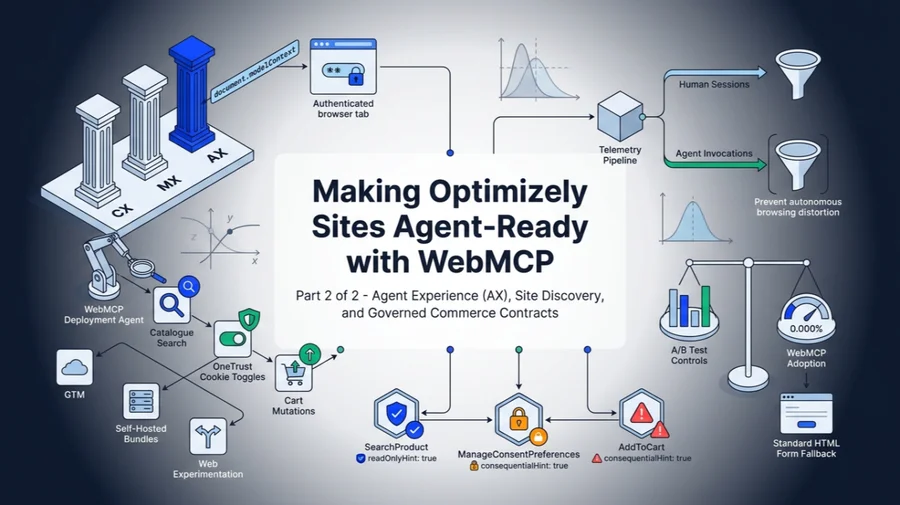 document.modelContext
CX
MX
AX
Authenticated
browser tab
Telemetry
Pipeline
Human Sessions
Agent Invocations
Prevent autonomous
browsing distortion
Making Optimizely
Sites Agent-Ready
with WebMCP
Part 2 of 2 - Agent Experience (AX), Site Discovery,
and Governed Commerce Contracts
z
y
x
WebMCP
Deployment Agent
Catalogue
Search
OneTrust
Cookie Toggles
Cart
Mutations
GTM
Self-Hosted
Bundles
Web
Experimentation
SearchProduct
readOnlyHint: true
ManageConsentPreferences
consequentialHint: true
AddToCart
consequentialHint: true
A/B Test
Controls
0.000%
WebMCP
Adoption
Standard HTML
Form Fallback